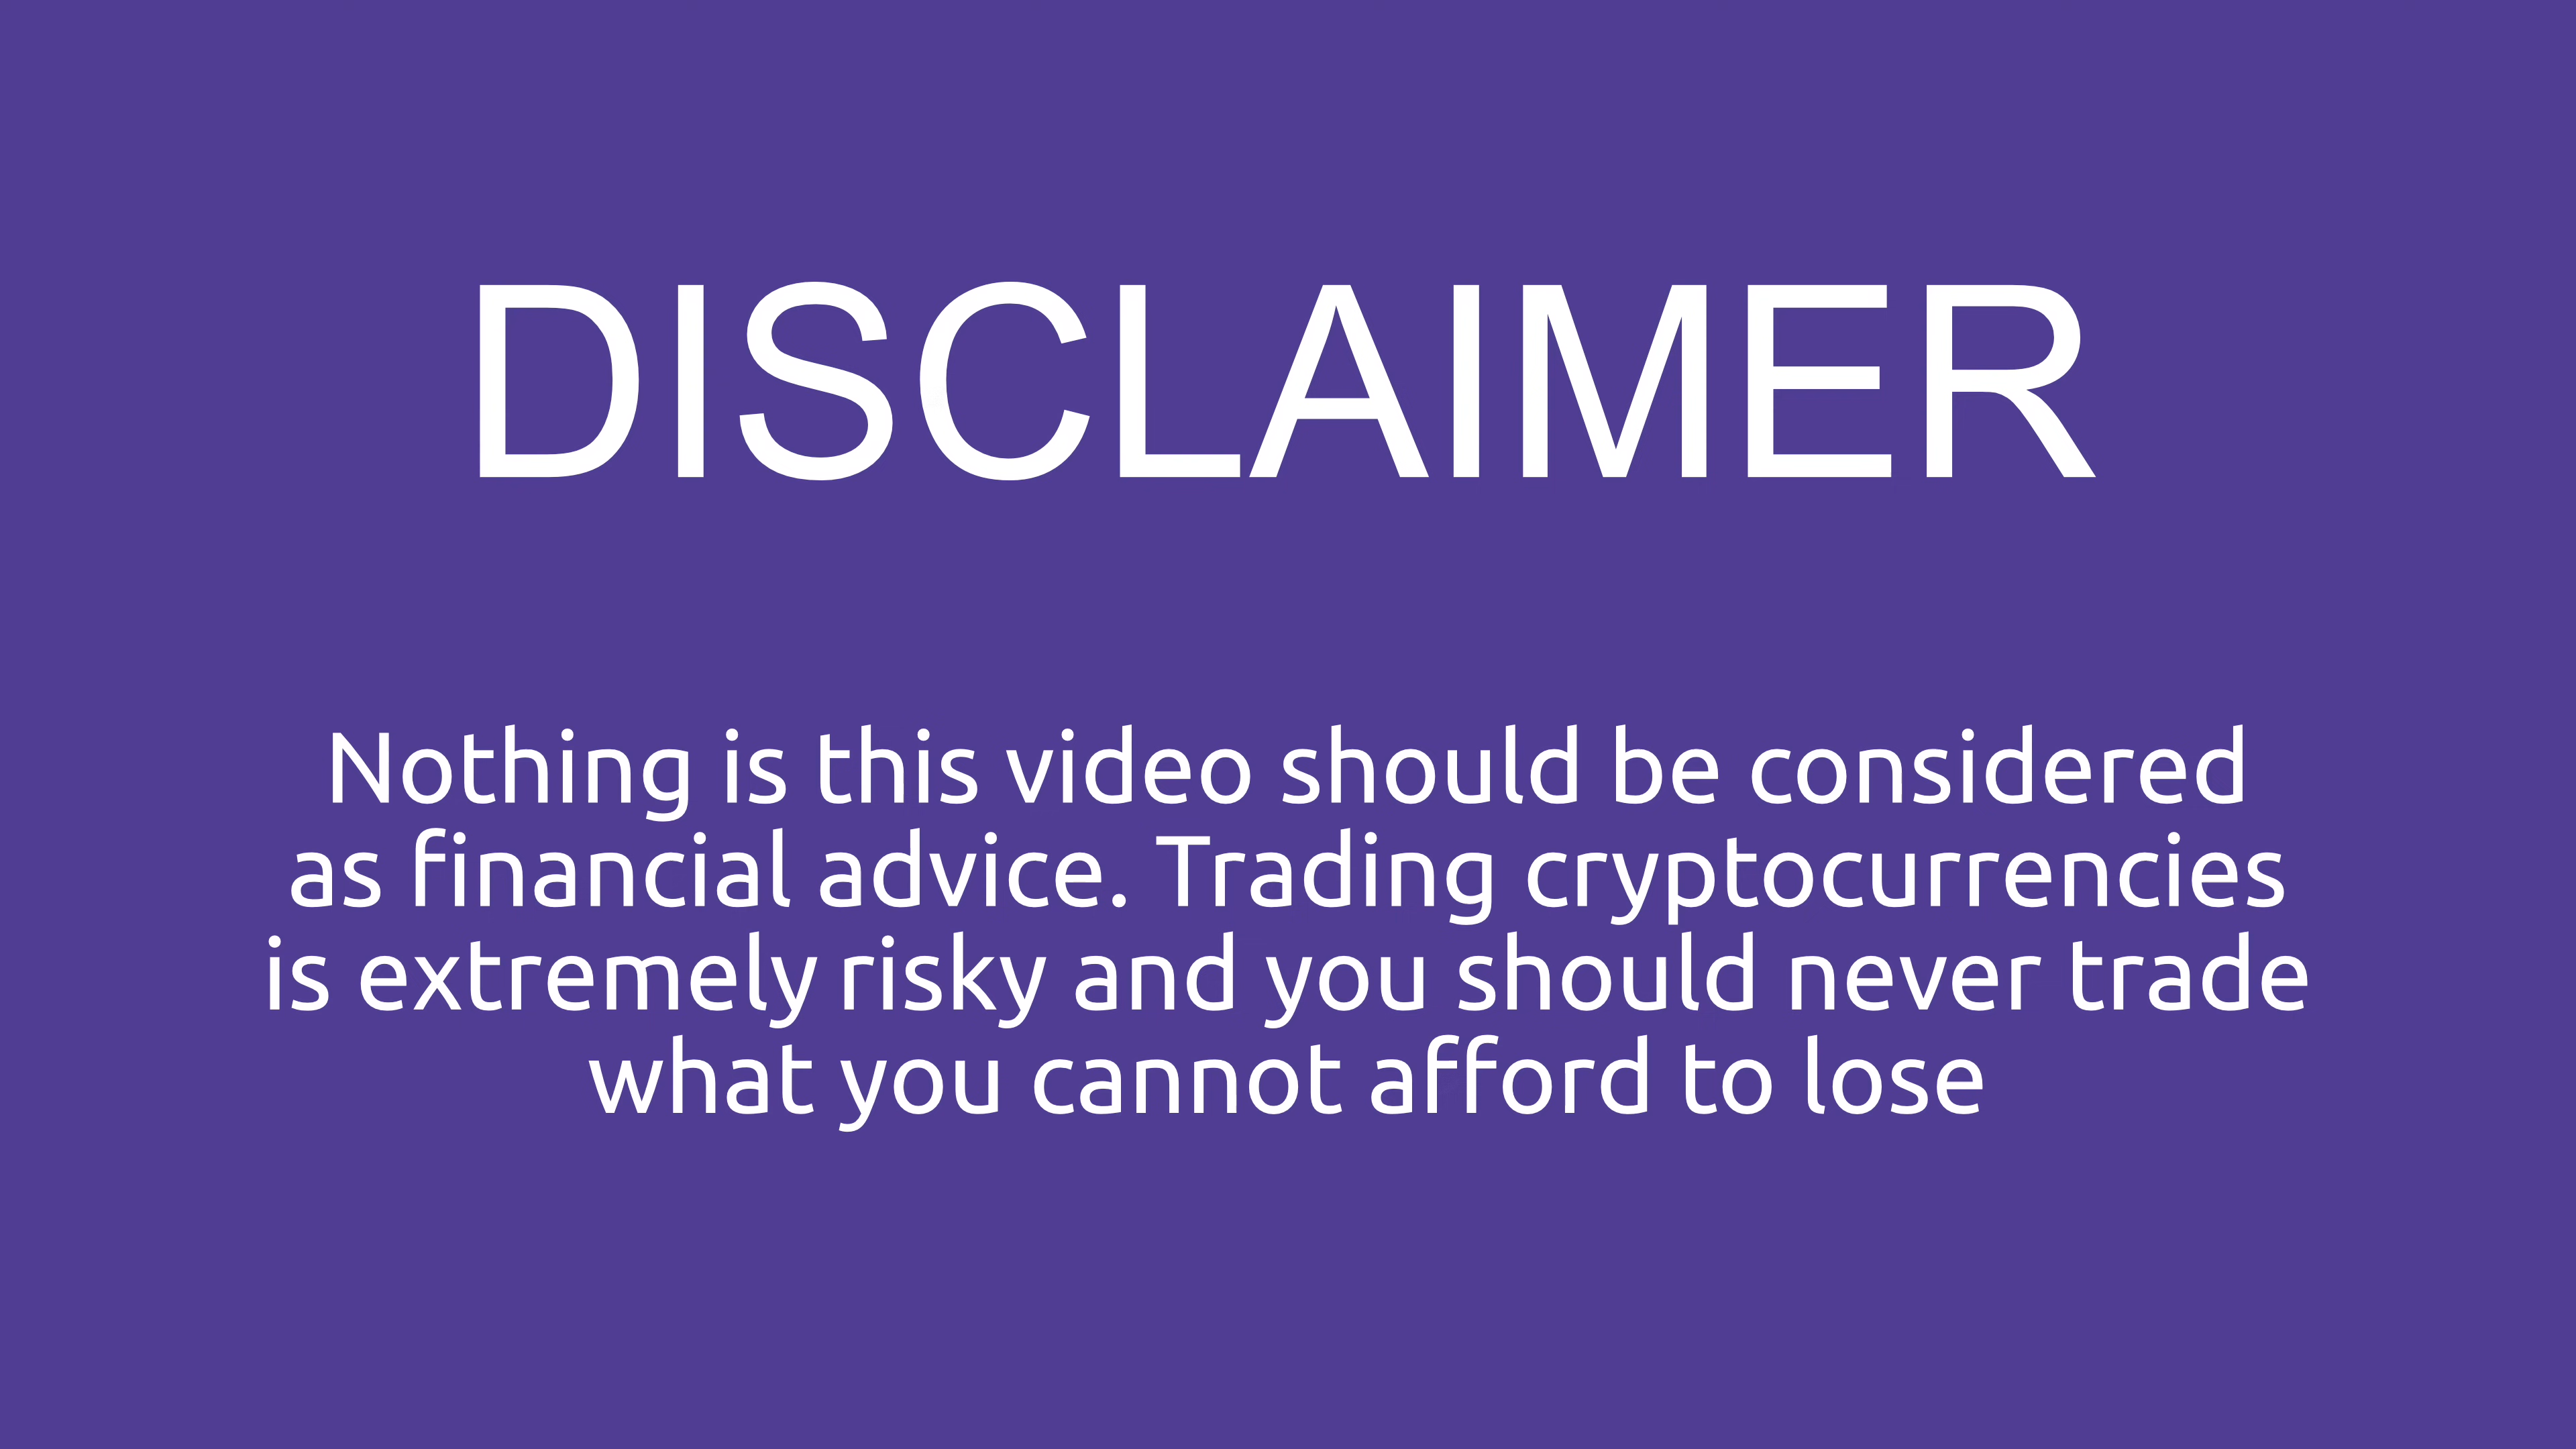 DISCLAIMER
Nothing is this video should be considered
as financial advice. Trading cryptocurrencies
is extremely risky and you should never trade
what you cannot afford to lose